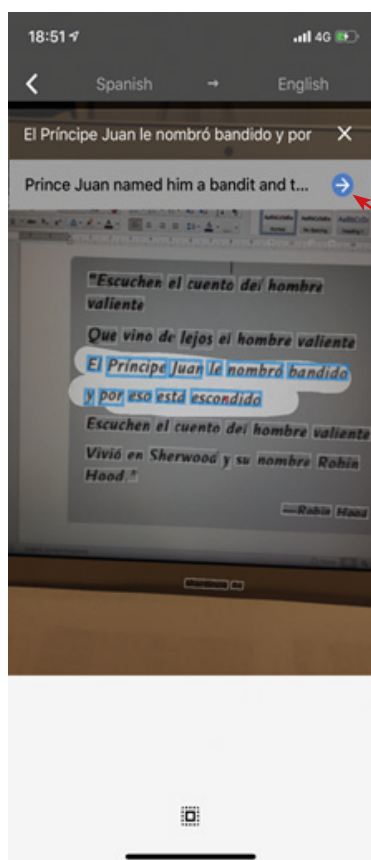 18:51
4G
Spanish → English
El Príncipe Juan le nombró bandido y por
Prince Juan named him a bandit and t...
"Escuchen el cuento del hombre
valiente
Que vino de lejos el hombre valiente
El Príncipe Juan le nombró bandido
y por eso está escondido
Escuchen el cuento del hombre valiente
Vivió en Sherwood y su nombre Robin
Hood."
—Robin Hood